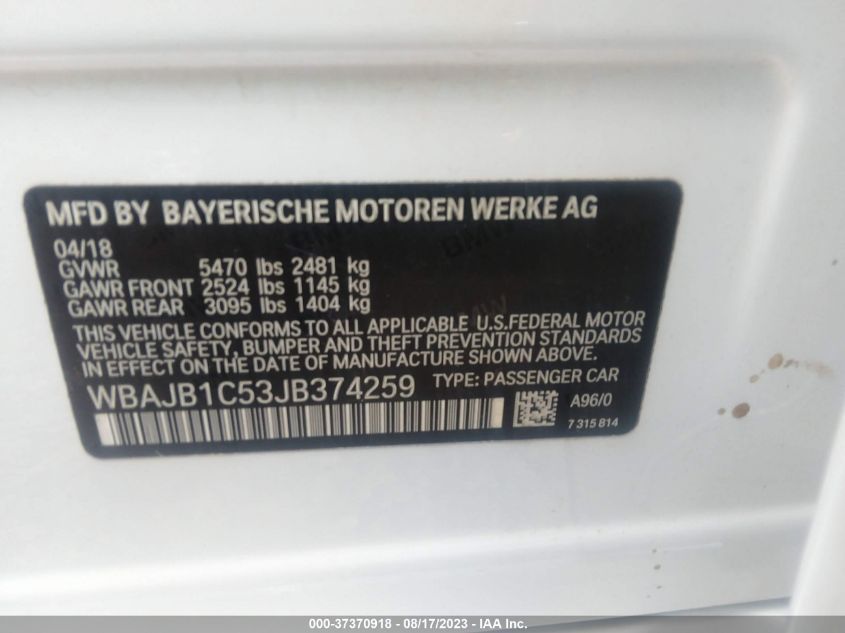 MFD BY BAYERISCHE MOTOREN WERKE AG
04/18
GVWR 5470 lbs 2481 kg
GAWR FRONT 2524 lbs 1145 kg
GAWR REAR 3095 lbs 1404 kg
THIS VEHICLE CONFORMS TO ALL APPLICABLE U.S.FEDERAL MOTOR
VEHICLE SAFETY, BUMPER AND THEFT PREVENTION STANDARDS
IN EFFECT ON THE DATE OF MANUFACTURE SHOWN ABOVE.
WBAJB1C53JB374259 TYPE: PASSENGER CAR
A96/0
7 315 814
000-37370918 - 08/17/2023 - IAA Inc.